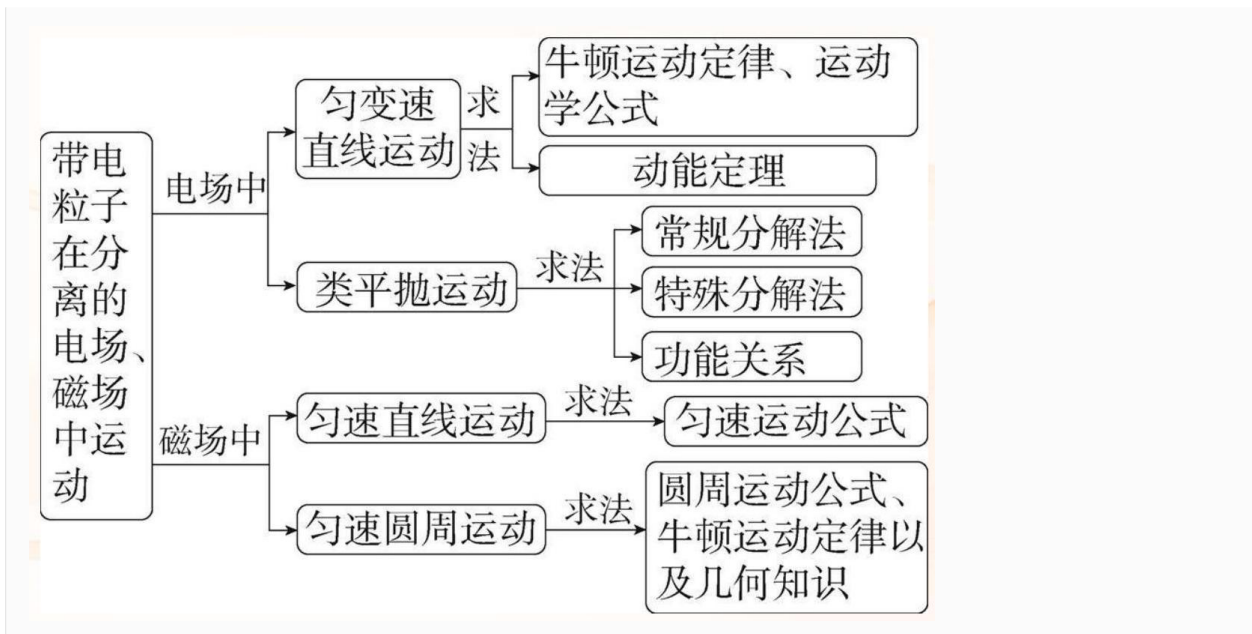 带电
粒子
在分
离的
电场、
磁场
中运
动
电场中
匀变速
直线运动
求
法
牛顿运动定律、运动
学公式
动能定理
类平抛运动
求法
常规分解法
特殊分解法
功能关系
磁场中
匀速直线运动
求法
匀速运动公式
匀速圆周运动
求法
圆周运动公式、
牛顿运动定律以
及几何知识